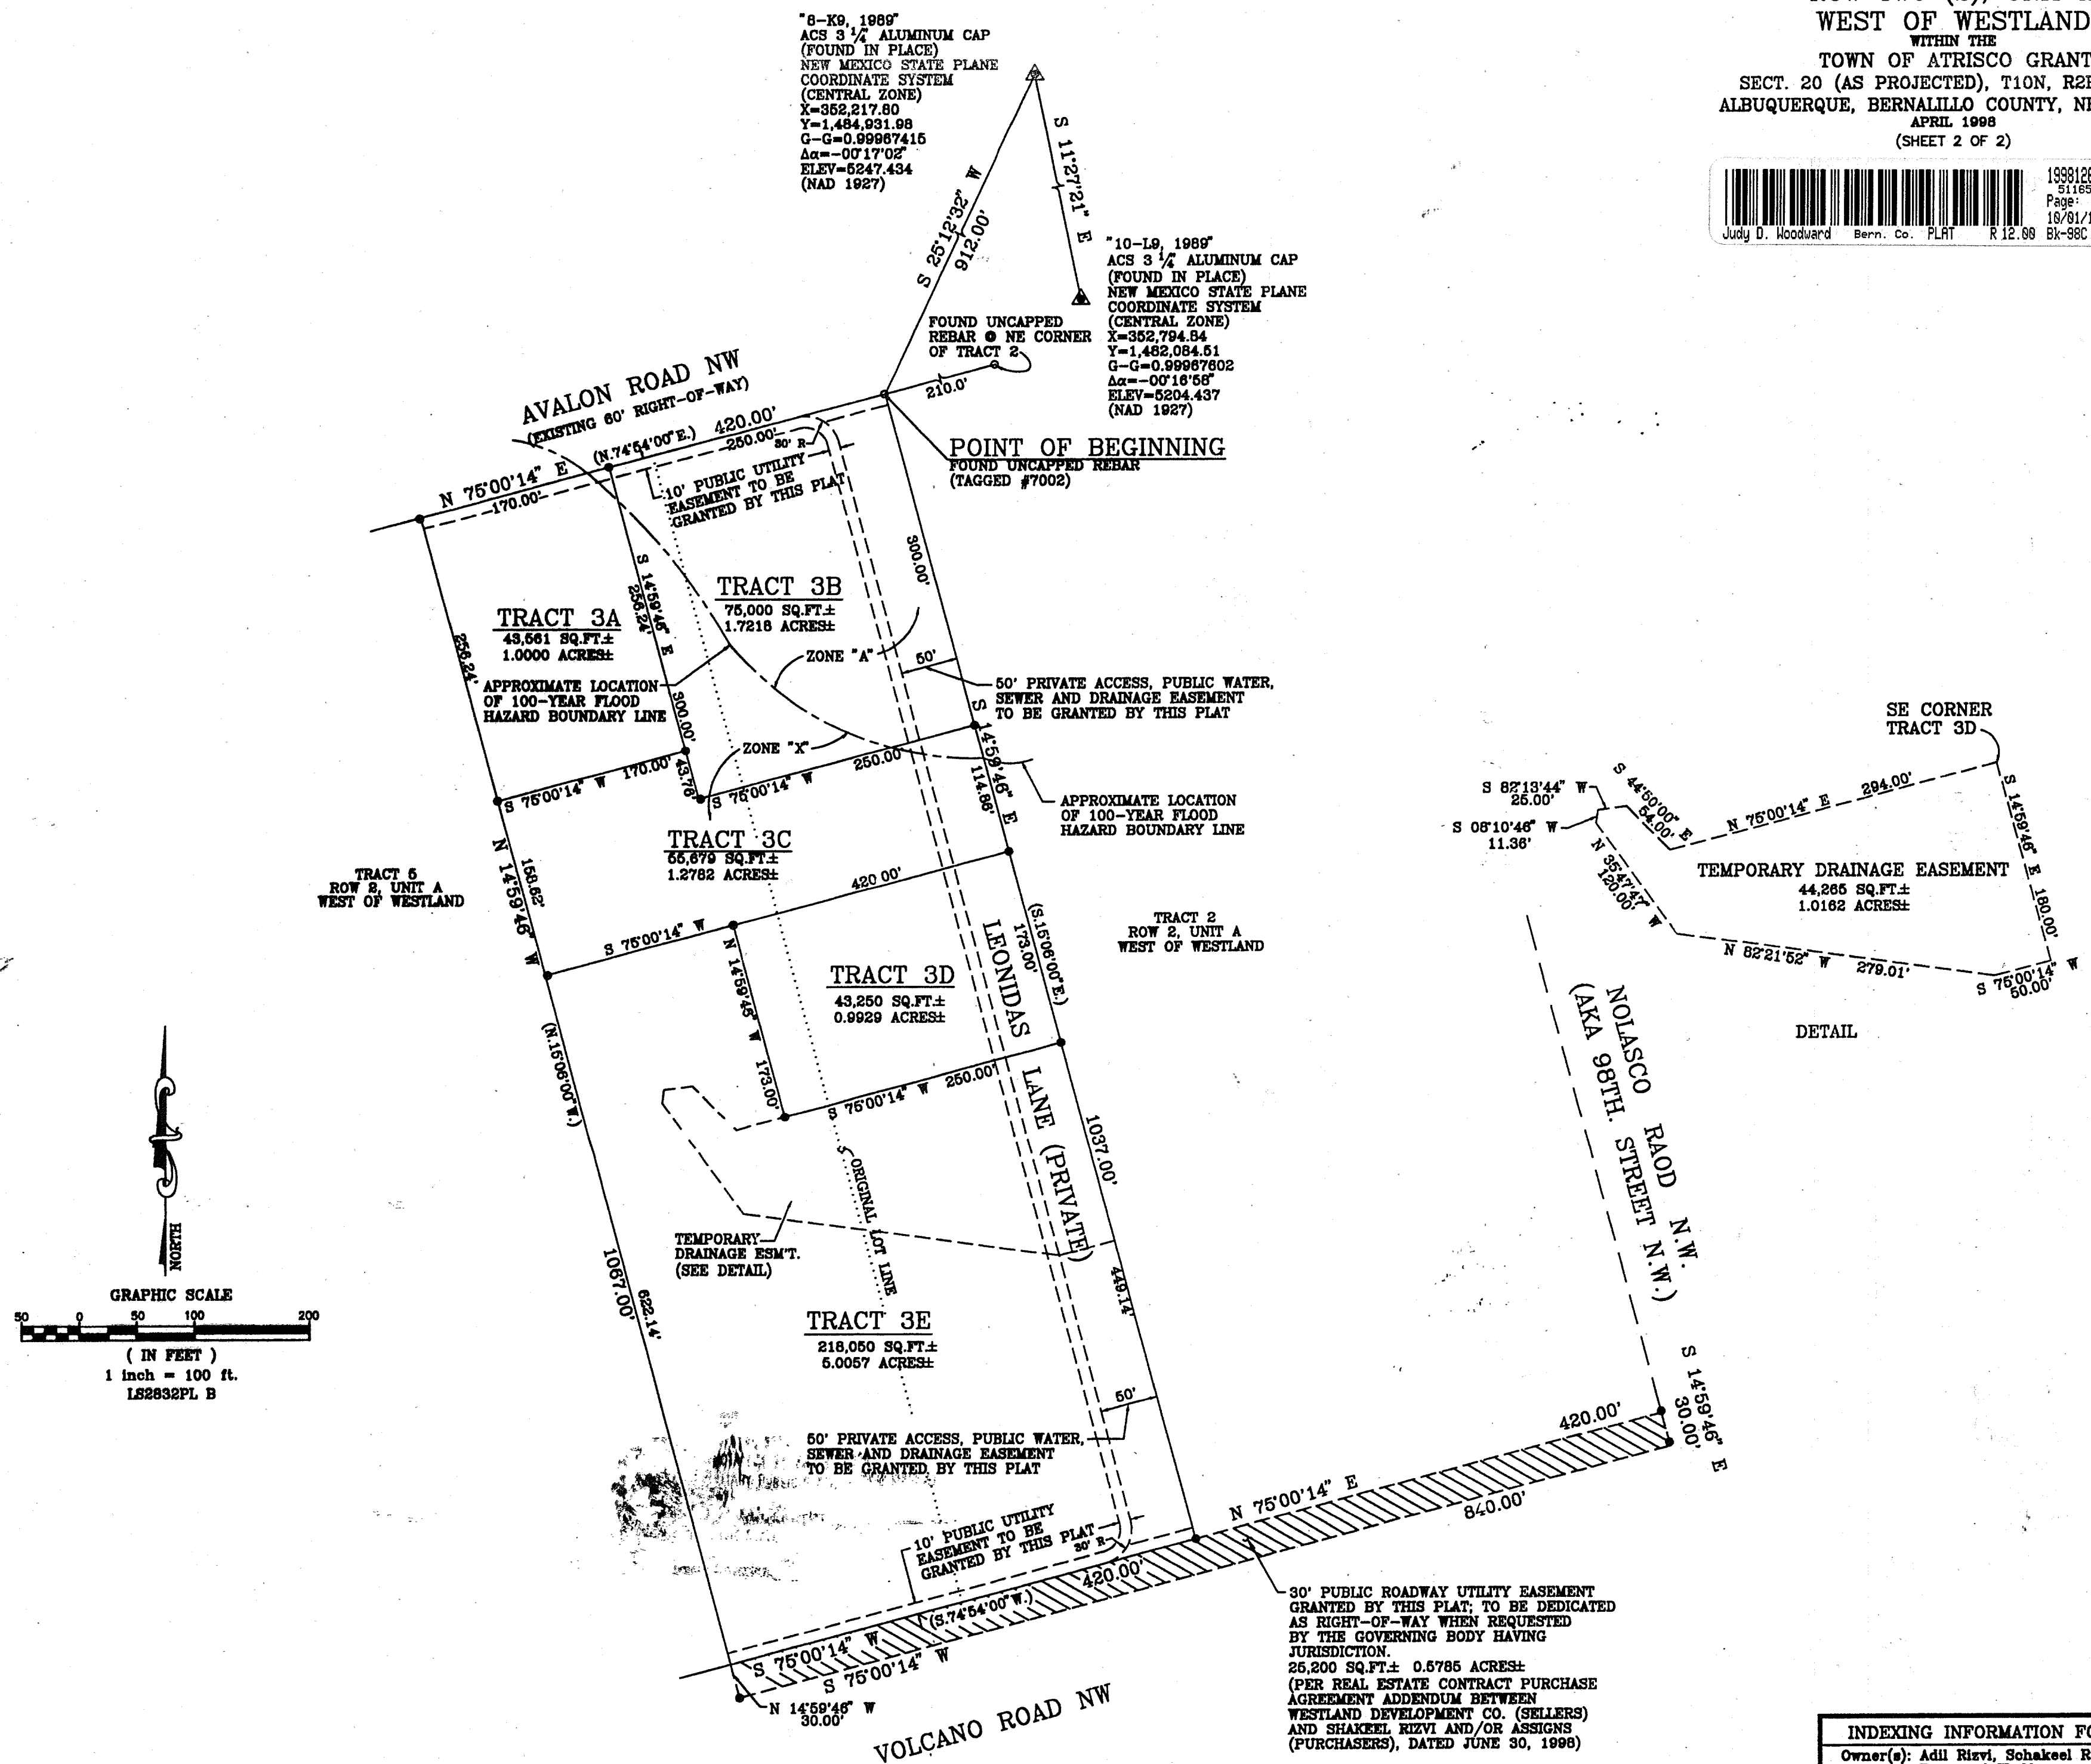 WEST OF WESTLAND
WITHIN THE
TOWN OF ATRISCO GRANT
SECT. 20 (AS PROJECTED), T10N,
ALBUQUERQUE, BERNALILLO COUNTY,
APRIL 1998
(SHEET 2 OF 2)
Page:
Judy D. Woodward Bern. Co. PLAT R 12.00 Bk-98C
"8-K9, 1989"
ACS 3 1/4" ALUMINUM CAP
(FOUND IN PLACE)
NEW MEXICO STATE PLANE
COORDINATE SYSTEM
(CENTRAL ZONE)
X=352,217.80
Y=1,484,931.98
G-G=0.99967415
Δα=-00°17'02"
ELEV=5247.434
(NAD 1927)
S 11°27'21" E
S 25°12'32" W
912.00'
"10-L9, 1989"
ACS 3 1/4" ALUMINUM CAP
(FOUND IN PLACE)
NEW MEXICO STATE PLANE
COORDINATE SYSTEM
(CENTRAL ZONE)
X=352,794.84
Y=1,482,084.51
G-G=0.99967602
Δα=-00°16'58"
ELEV=5204.437
(NAD 1927)
FOUND UNCAPPED
REBAR @ NE CORNER
OF TRACT 2
210.0'
AVALON ROAD NW
(EXISTING 60' RIGHT-OF-WAY)
(N.74°54'00"E.) 420.00'
250.00'
30' R
N 75°00'14" E
170.00'
10' PUBLIC UTILITY
EASEMENT TO BE
GRANTED BY THIS PLAT
POINT OF BEGINNING
FOUND UNCAPPED REBAR
(TAGGED #7002)
300.00'
S 14°59'46" E
256.24'
TRACT 3B
75,000 SQ.FT.±
1.7218 ACRES±
TRACT 3A
43,561 SQ.FT.±
1.0000 ACRES±
256.24'
ZONE "A"
50'
APPROXIMATE LOCATION
OF 100-YEAR FLOOD
HAZARD BOUNDARY LINE
300.00'
50' PRIVATE ACCESS, PUBLIC WATER,
SEWER AND DRAINAGE EASEMENT
TO BE GRANTED BY THIS PLAT
ZONE "X"
S 75°00'14" W 170.00'
43.76'
S 75°00'14" W 250.00'
S 14°59'46" E
114.86'
APPROXIMATE LOCATION
OF 100-YEAR FLOOD
HAZARD BOUNDARY LINE
TRACT 3C
55,679 SQ.FT.±
1.2782 ACRES±
158.62'
N 14°59'46" W
TRACT 5
ROW 2, UNIT A
WEST OF WESTLAND
S 75°00'14" W
420.00'
TRACT 2
ROW 2, UNIT A
WEST OF WESTLAND
(S.15°06'00"E.)
173.00'
TRACT 3D
43,250 SQ.FT.±
0.9929 ACRES±
N 14°59'46" W 173.00'
S 75°00'14" W 250.00'
LEONIDAS LANE (PRIVATE)
(N.15°06'00"W.)
1037.00'
ORIGINAL LOT LINE
TEMPORARY
DRAINAGE ESM'T.
(SEE DETAIL)
1067.00'
622.14'
449.14'
TRACT 3E
218,050 SQ.FT.±
5.0057 ACRES±
50'
50' PRIVATE ACCESS, PUBLIC WATER,
SEWER AND DRAINAGE EASEMENT
TO BE GRANTED BY THIS PLAT
10' PUBLIC UTILITY
EASEMENT TO BE
GRANTED BY THIS PLAT
30' R
420.00'
(S.74°54'00"W.)
S 75°00'14" W
S 75°00'14" W
N 14°59'46" W
30.00'
VOLCANO ROAD NW
N 75°00'14" E
840.00'
420.00'
S 14°59'46" E
30.00'
NOLASCO RAOD N.W.
(AKA 98TH. STREET N.W.)
30' PUBLIC ROADWAY UTILITY EASEMENT
GRANTED BY THIS PLAT; TO BE DEDICATED
AS RIGHT-OF-WAY WHEN REQUESTED
BY THE GOVERNING BODY HAVING
JURISDICTION.
25,200 SQ.FT.± 0.5785 ACRES±
(PER REAL ESTATE CONTRACT PURCHASE
AGREEMENT ADDENDUM BETWEEN
WESTLAND DEVELOPMENT CO. (SELLERS)
AND SHAKEEL RIZVI AND/OR ASSIGNS
(PURCHASERS), DATED JUNE 30, 1998)
SE CORNER
TRACT 3D
S 82°13'44" W
25.00'
S 44°50'00" E
54.00'
N 75°00'14" E 294.00'
S 14°59'46" E 180.00'
S 08°10'46" W
11.36'
N 35°47'47" W
120.00'
TEMPORARY DRAINAGE EASEMENT
44,265 SQ.FT.±
1.0162 ACRES±
N 82°21'52" W 279.01'
S 75°00'14" W
50.00'
DETAIL
NORTH
GRAPHIC SCALE
50 0 50 100 200
( IN FEET )
1 inch = 100 ft.
LS2832PL B
INDEXING INFORMATION
Owner(s): Adil Rizvi, Sohakeel